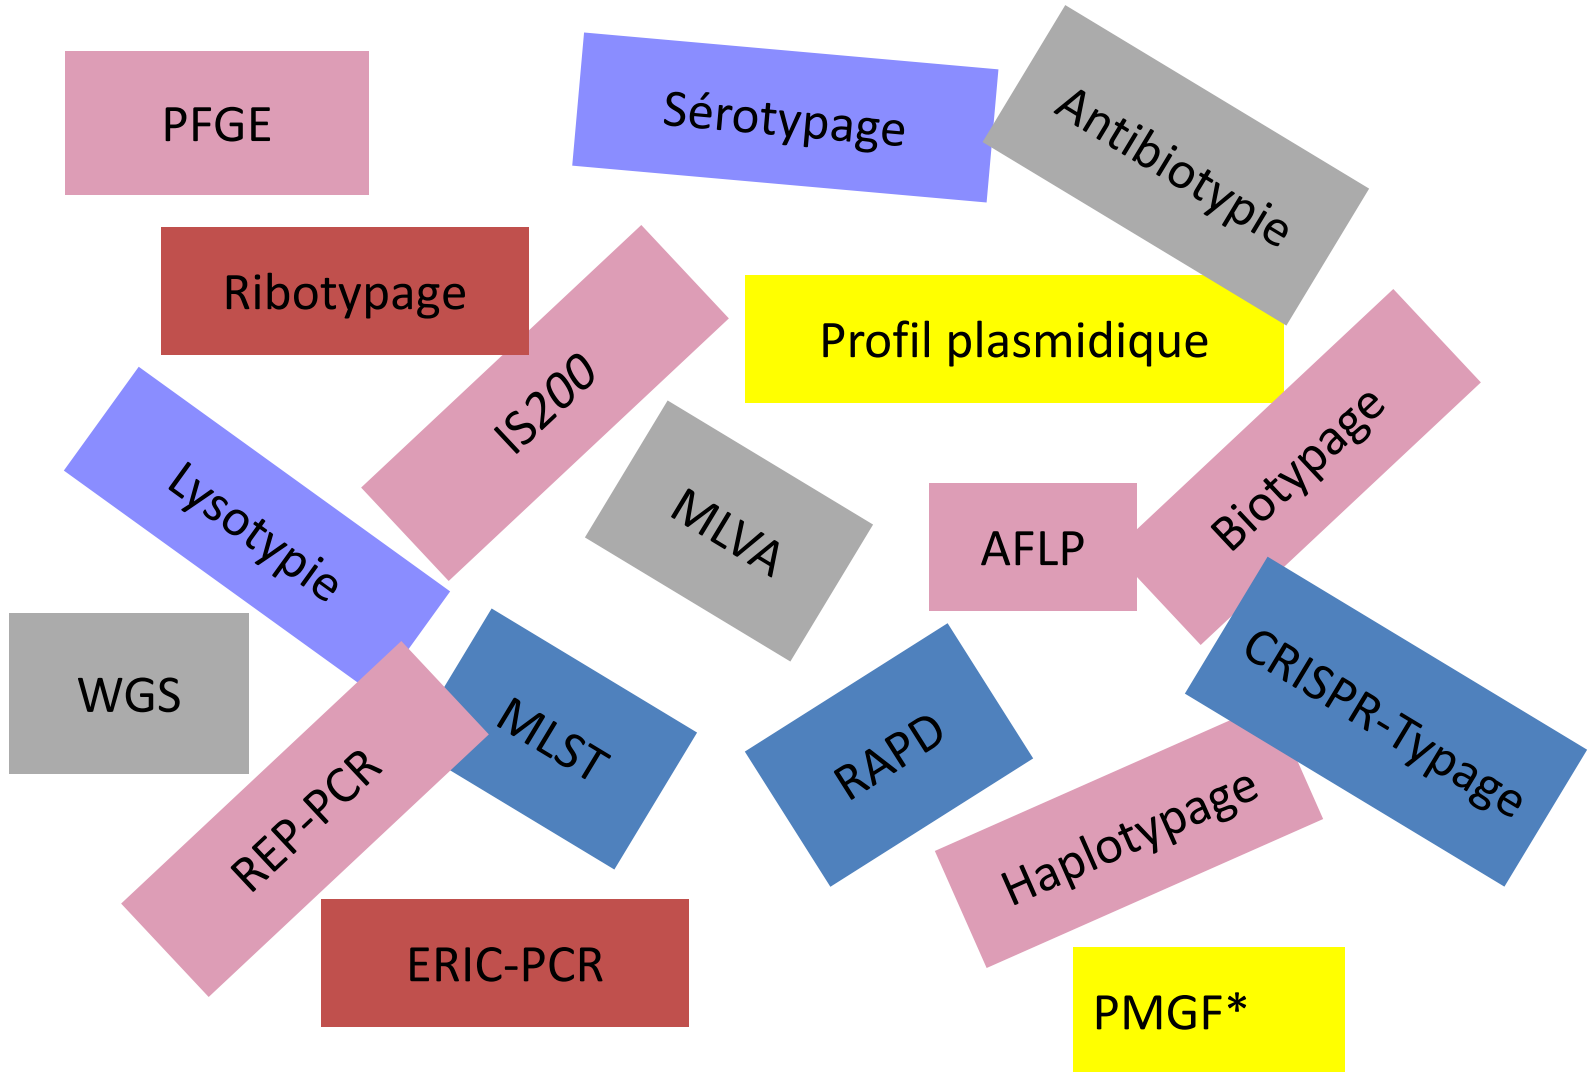 PFGE
Sérotypage
Antibiotypie
Ribotypage
IS200
Profil plasmidique
Lysotypie
MLVA
AFLP
Biotypage
WGS
MLST
RAPD
CRISPR-Typage
REP-PCR
Haplotypage
ERIC-PCR
PMGF*